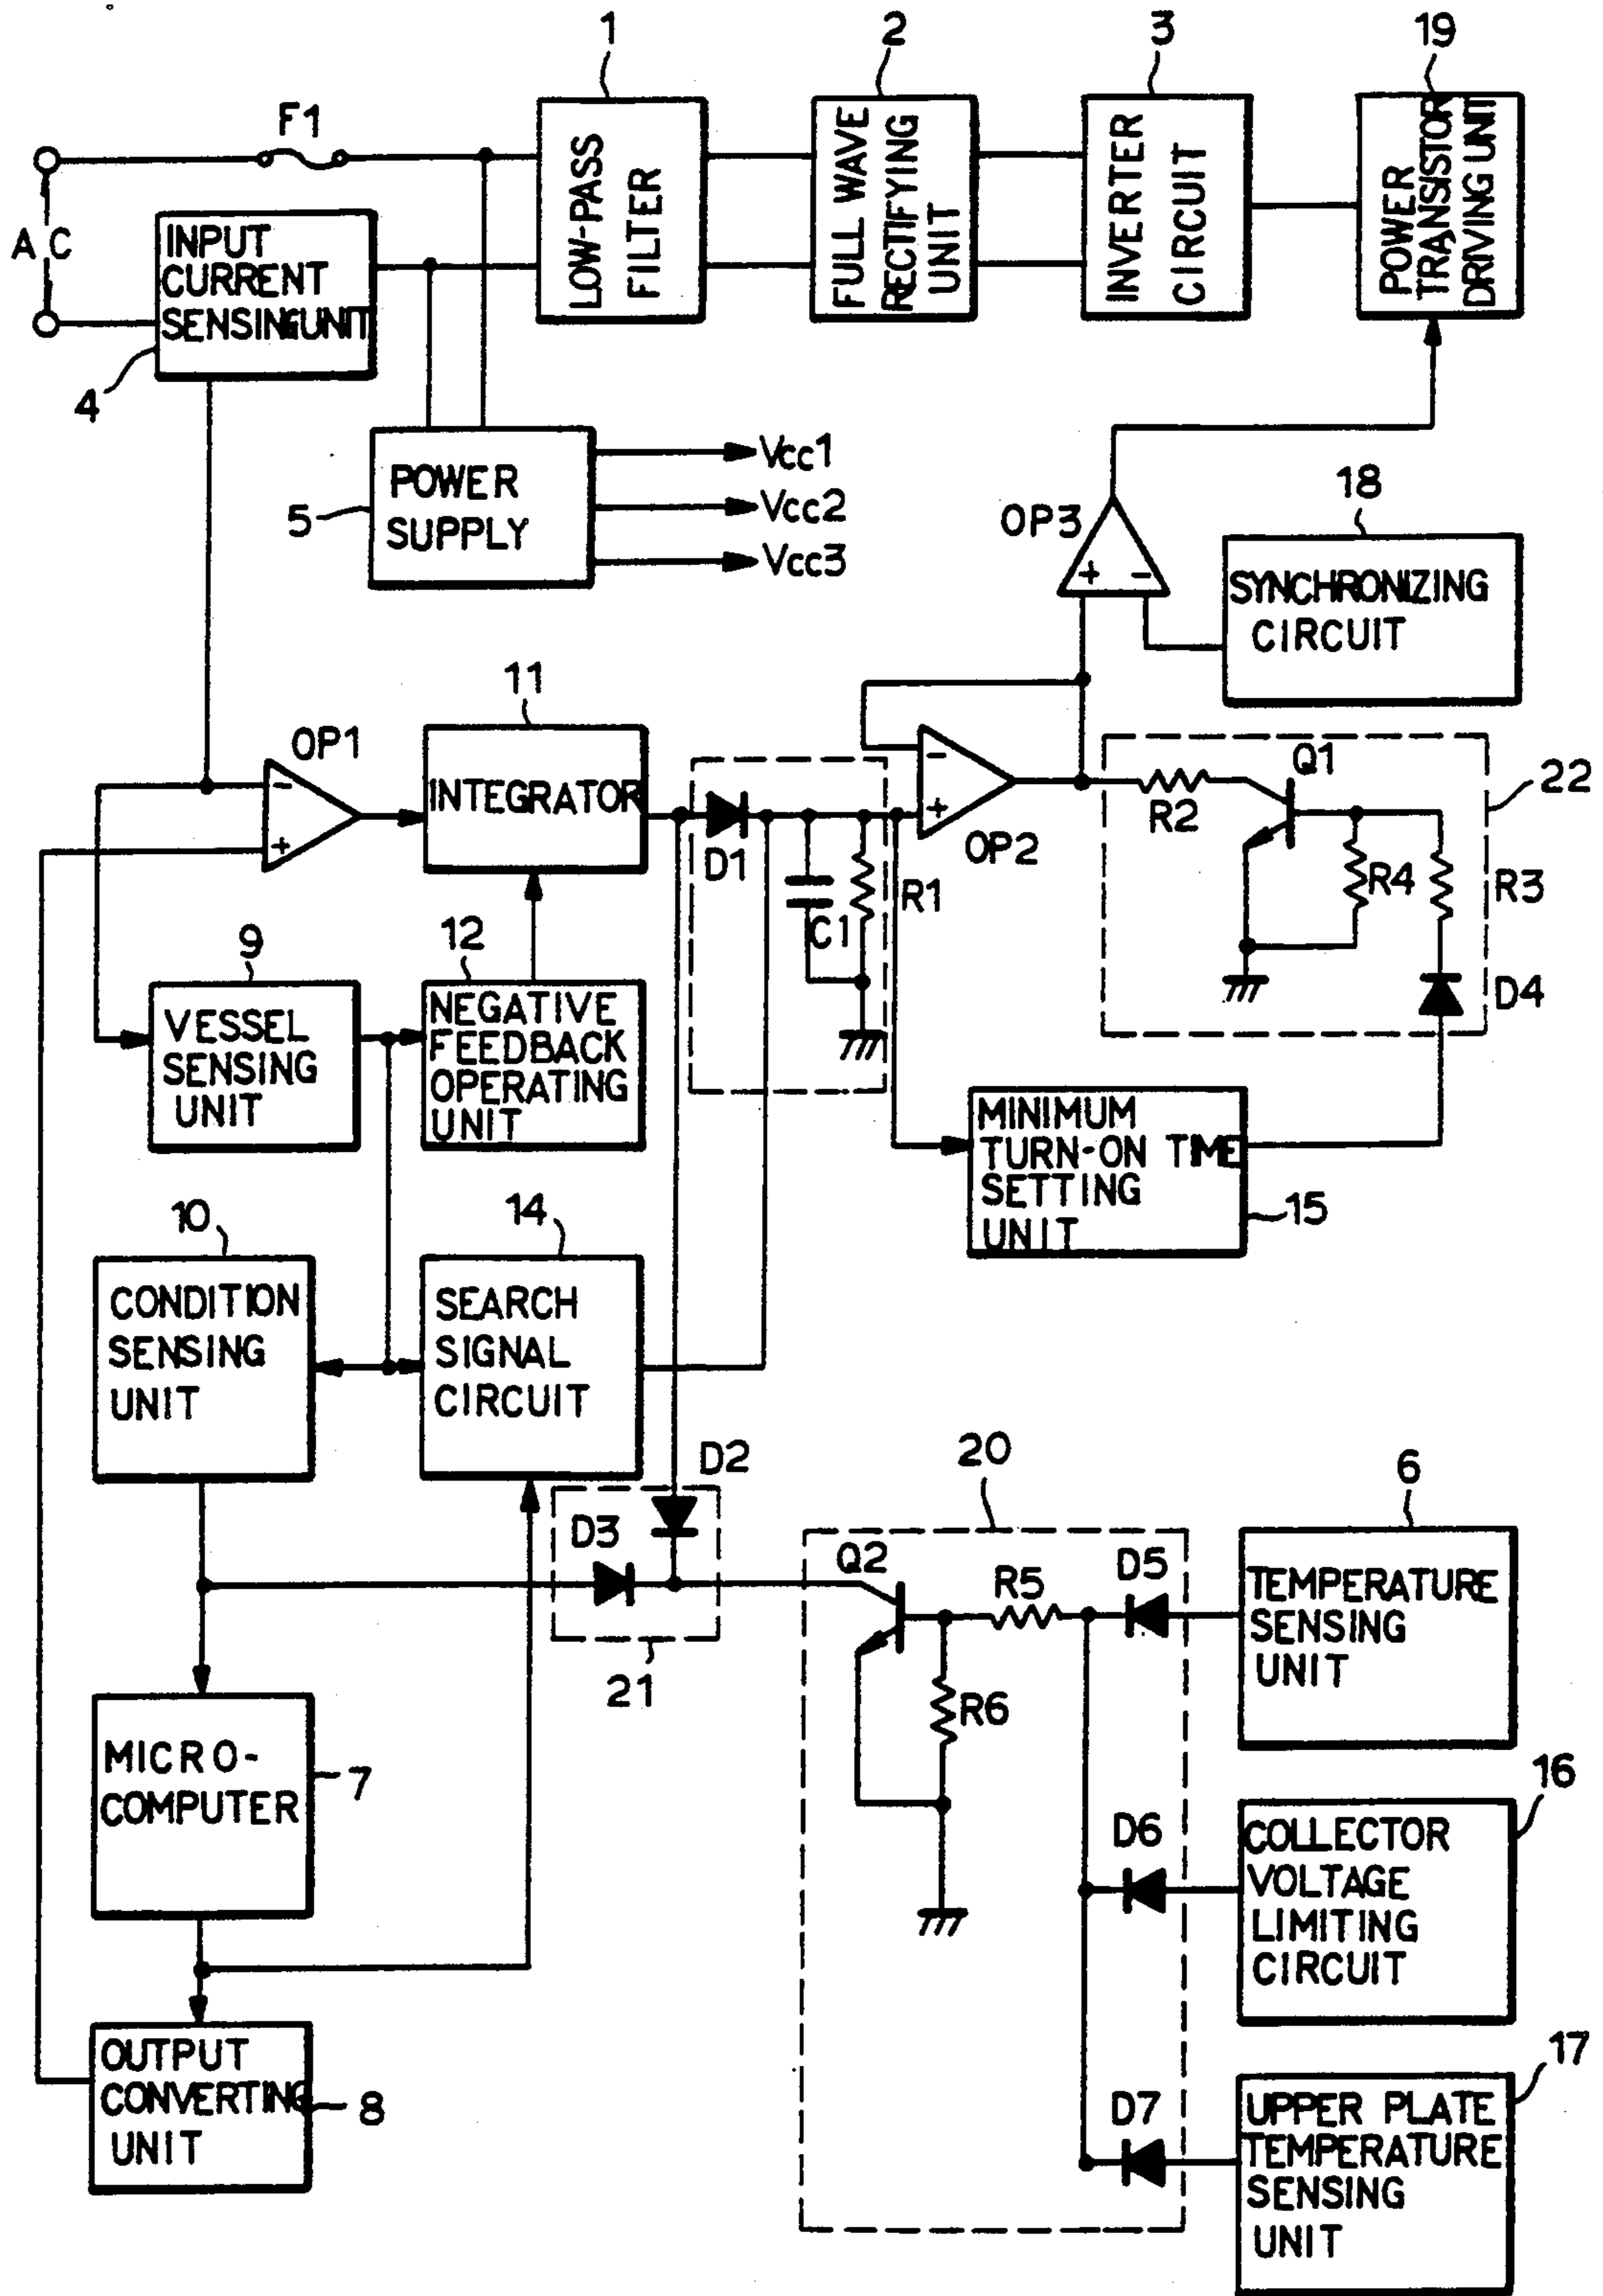 1
2
3
19
F1
AC
LOW-PASS
FILTER
FULL WAVE
RECTIFYING
UNIT
INVERTER
CIRCUIT
POWER
TRANSISTOR
DRIVING UNIT
INPUT
CURRENT
SENSING UNIT
4
POWER
SUPPLY
5
Vcc1
Vcc2
Vcc3
OP3
+ -
18
SYNCHRONIZING
CIRCUIT
11
OP1
-
+
INTEGRATOR
D1
C1
R1
-
+
OP2
R2
Q1
R4
R3
D4
22
9
VESSEL
SENSING
UNIT
12
NEGATIVE
FEEDBACK
OPERATING
UNIT
MINIMUM
TURN-ON TIME
SETTING
UNIT
15
10
CONDITION
SENSING
UNIT
14
SEARCH
SIGNAL
CIRCUIT
D2
D3
21
20
Q2
R5
R6
D5
D6
D7
6
TEMPERATURE
SENSING
UNIT
MICRO-
COMPUTER
7
16
COLLECTOR
VOLTAGE
LIMITING
CIRCUIT
OUTPUT
CONVERTING
UNIT
8
17
UPPER PLATE
TEMPERATURE
SENSING
UNIT